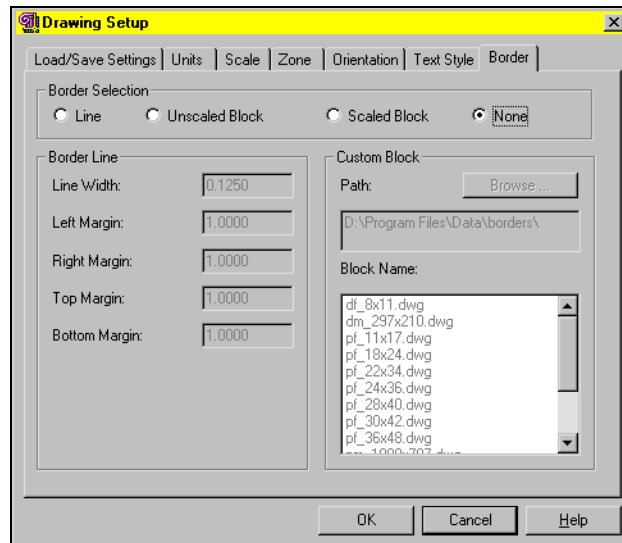 Drawing Setup
Load/Save Settings Units Scale Zone Orientation Text Style Border
Border Selection
Line Unscaled Block Scaled Block None
Border Line
Line Width: 0.1250
Left Margin: 1.0000
Right Margin: 1.0000
Top Margin: 1.0000
Bottom Margin: 1.0000
Custom Block
Path: Browse ...
D:\Program Files\Data\borders\
Block Name:
df_8x11.dwg
dm_297x210.dwg
pf_11x17.dwg
pf_18x24.dwg
pf_22x34.dwg
pf_24x36.dwg
pf_28x40.dwg
pf_30x42.dwg
pf_36x48.dwg
OK Cancel Help